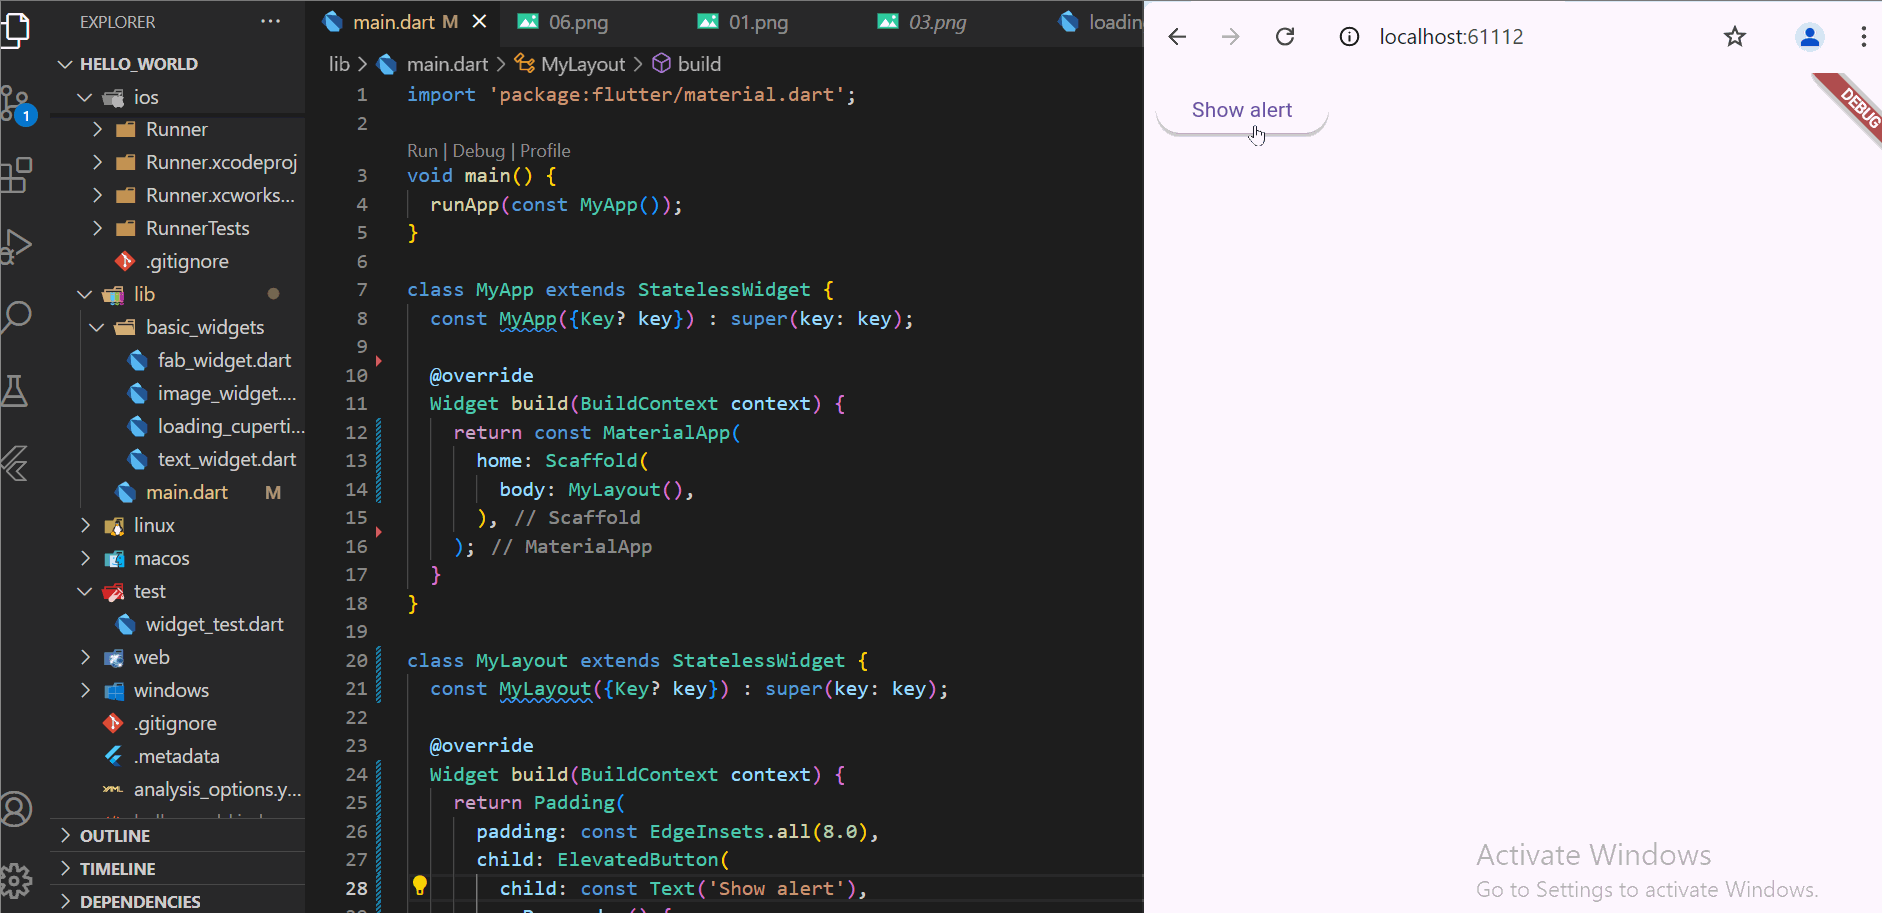 EXPLORER ...
HELLO_WORLD
ios
Runner
Runner.xcodeproj
Runner.xcworks...
RunnerTests
.gitignore
lib
basic_widgets
fab_widget.dart
image_widget....
loading_cuperti...
text_widget.dart
main.dart M
linux
macos
test
widget_test.dart
web
windows
.gitignore
.metadata
analysis_options.y...
OUTLINE
TIMELINE
DEPENDENCIES
1
main.dart M
06.png
01.png
03.png
loadin
lib > main.dart > MyLayout > build
1 import 'package:flutter/material.dart';
2
Run | Debug | Profile
3 void main() {
4 runApp(const MyApp());
5 }
6
7 class MyApp extends StatelessWidget {
8 const MyApp({Key? key}) : super(key: key);
9
10 @override
11 Widget build(BuildContext context) {
12 return const MaterialApp(
13 home: Scaffold(
14 body: MyLayout(),
15 ), // Scaffold
16 ); // MaterialApp
17 }
18 }
19
20 class MyLayout extends StatelessWidget {
21 const MyLayout({Key? key}) : super(key: key);
22
23 @override
24 Widget build(BuildContext context) {
25 return Padding(
26 padding: const EdgeInsets.all(8.0),
27 child: ElevatedButton(
28 child: const Text('Show alert'),
localhost:61112
Show alert
DEBUG
Activate Windows
Go to Settings to activate Windows.